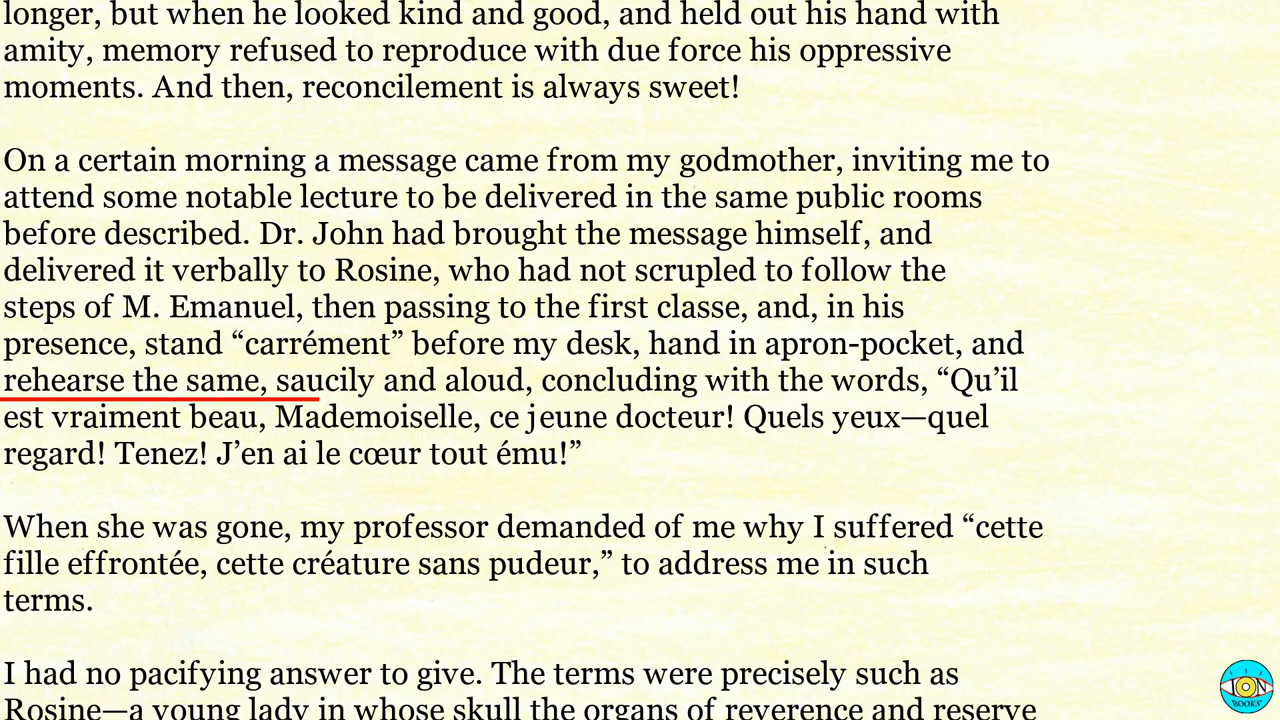 longer, but when he looked kind and good, and held out his hand with
amity, memory refused to reproduce with due force his oppressive
moments. And then, reconcilement is always sweet!
On a certain morning a message came from my godmother, inviting me to
attend some notable lecture to be delivered in the same public rooms
before described. Dr. John had brought the message himself, and
delivered it verbally to Rosine, who had not scrupled to follow the
steps of M. Emanuel, then passing to the first classe, and, in his
presence, stand “carrément” before my desk, hand in apron-pocket, and
rehearse the same, saucily and aloud, concluding with the words, “Qu’il
est vraiment beau, Mademoiselle, ce jeune docteur! Quels yeux—quel
regard! Tenez! J’en ai le cœur tout ému!”
When she was gone, my professor demanded of me why I suffered “cette
fille effrontée, cette créature sans pudeur,” to address me in such
terms.
I had no pacifying answer to give. The terms were precisely such as
Rosine—a young lady in whose skull the organs of reverence and reserve
ION
BOOKS